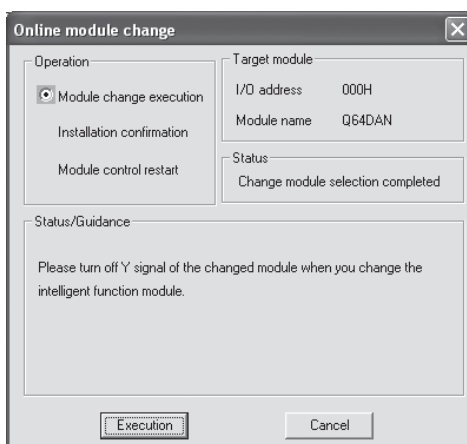 Online module change
Operation
Module change execution
Installation confirmation
Module control restart
Target module
I/O address 000H
Module name Q64DAN
Status
Change module selection completed
Status/Guidance
Please turn off Y signal of the changed module when you change the
intelligent function module.
Execution
Cancel